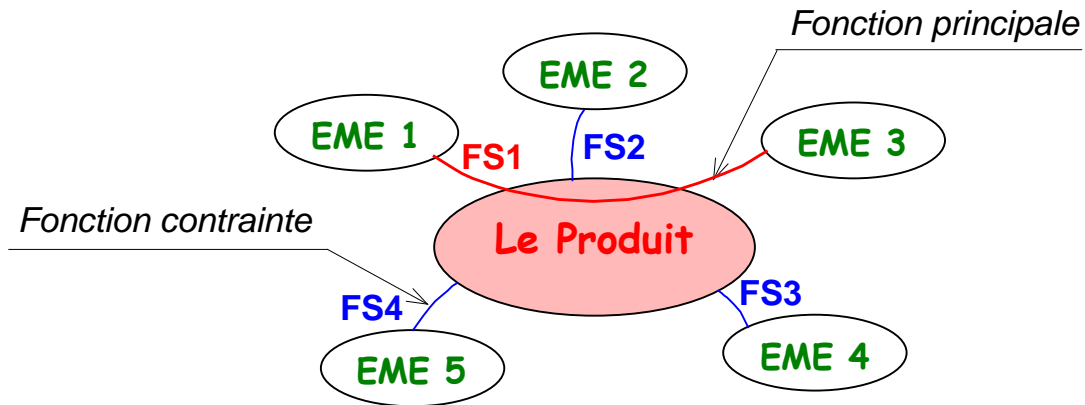 Fonction principale
EME 2
EME 1
FS1
FS2
EME 3
Fonction contrainte
Le Produit
FS4
FS3
EME 5
EME 4